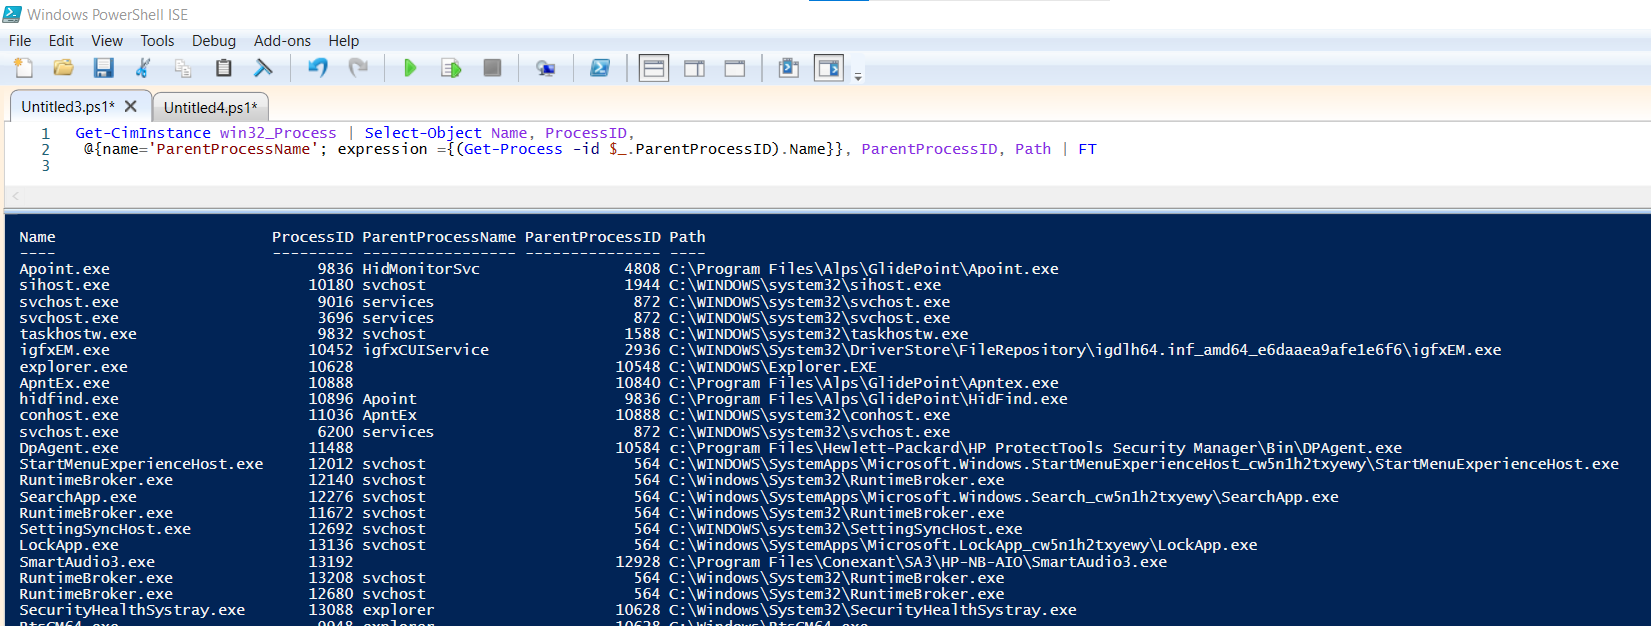 Windows PowerShell ISE
File Edit View Tools Debug Add-ons Help
Untitled3.ps1* Untitled4.ps1*
1 Get-CimInstance win32_Process | Select-Object Name, ProcessID,
2 @{name='ParentProcessName'; expression ={(Get-Process -id $_.ParentProcessID).Name}}, ParentProcessID, Path | FT
3
Name ProcessID ParentProcessName ParentProcessID Path
---- --------- ----------------- --------------- ----
Apoint.exe 9836 HidMonitorSvc 4808 C:\Program Files\Alps\GlidePoint\Apoint.exe
sihost.exe 10180 svchost 1944 C:\WINDOWS\system32\sihost.exe
svchost.exe 9016 services 872 C:\WINDOWS\system32\svchost.exe
svchost.exe 3696 services 872 C:\WINDOWS\system32\svchost.exe
taskhostw.exe 9832 svchost 1588 C:\WINDOWS\system32\taskhostw.exe
igfxEM.exe 10452 igfxCUIService 2936 C:\WINDOWS\System32\DriverStore\FileRepository\igdlh64.inf_amd64_e6daaea9afe1e6f6\igfxEM.exe
explorer.exe 10628 10548 C:\WINDOWS\Explorer.EXE
ApntEx.exe 10888 10840 C:\Program Files\Alps\GlidePoint\Apntex.exe
hidfind.exe 10896 Apoint 9836 C:\Program Files\Alps\GlidePoint\HidFind.exe
conhost.exe 11036 ApntEx 10888 C:\WINDOWS\system32\conhost.exe
svchost.exe 6200 services 872 C:\WINDOWS\system32\svchost.exe
DpAgent.exe 11488 10584 c:\Program Files\Hewlett-Packard\HP ProtectTools Security Manager\Bin\DPAgent.exe
StartMenuExperienceHost.exe 12012 svchost 564 C:\WINDOWS\SystemApps\Microsoft.Windows.StartMenuExperienceHost_cw5n1h2txyewy\StartMenuExperienceHost.exe
RuntimeBroker.exe 12140 svchost 564 C:\Windows\System32\RuntimeBroker.exe
SearchApp.exe 12276 svchost 564 C:\WINDOWS\SystemApps\Microsoft.Windows.Search_cw5n1h2txyewy\SearchApp.exe
RuntimeBroker.exe 11672 svchost 564 C:\Windows\System32\RuntimeBroker.exe
SettingSyncHost.exe 12692 svchost 564 C:\WINDOWS\system32\SettingSyncHost.exe
LockApp.exe 13136 svchost 564 C:\Windows\SystemApps\Microsoft.LockApp_cw5n1h2txyewy\LockApp.exe
SmartAudio3.exe 13192 12928 C:\Program Files\Conexant\SA3\HP-NB-AIO\SmartAudio3.exe
RuntimeBroker.exe 13208 svchost 564 C:\Windows\System32\RuntimeBroker.exe
RuntimeBroker.exe 12680 svchost 564 C:\Windows\System32\RuntimeBroker.exe
SecurityHealthSystray.exe 13088 explorer 10628 C:\Windows\System32\SecurityHealthSystray.exe
9948 explorer 10628